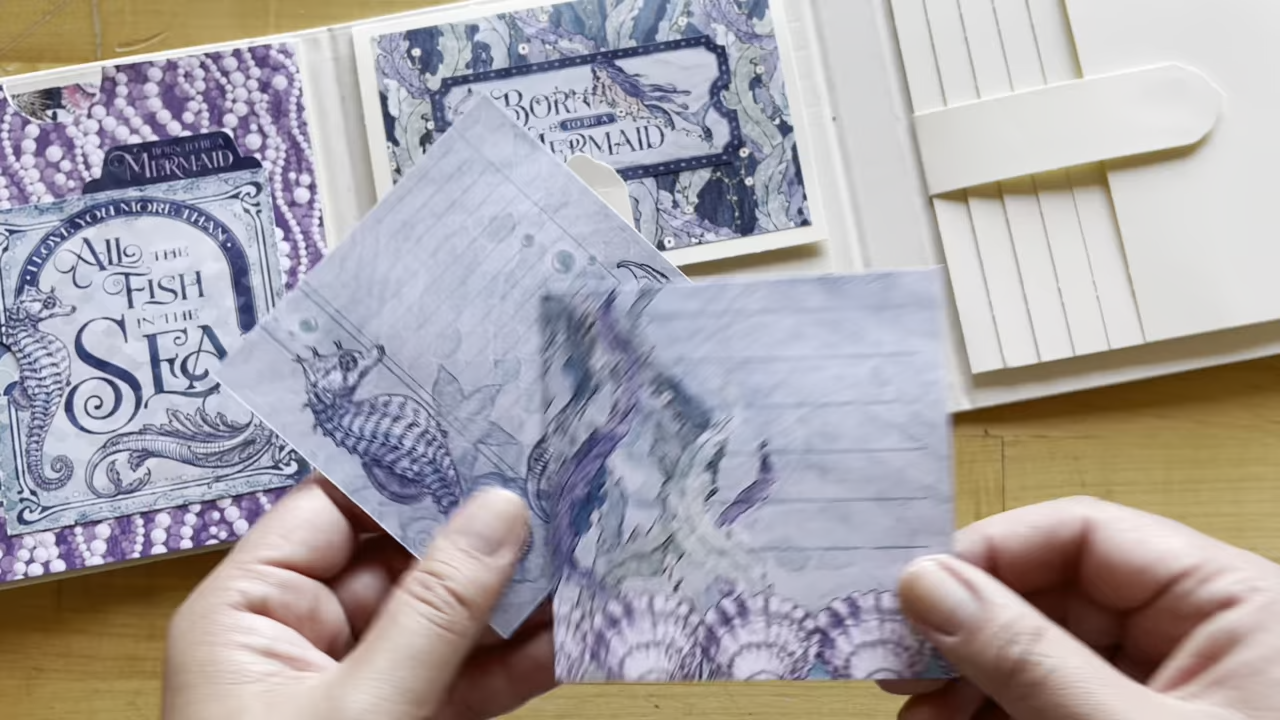 BORN TO BE A
MERMAID
I LOVE YOU MORE THAN
ALL THE
FISH
IN THE
SEA
BORN
TO BE A
MERMAID